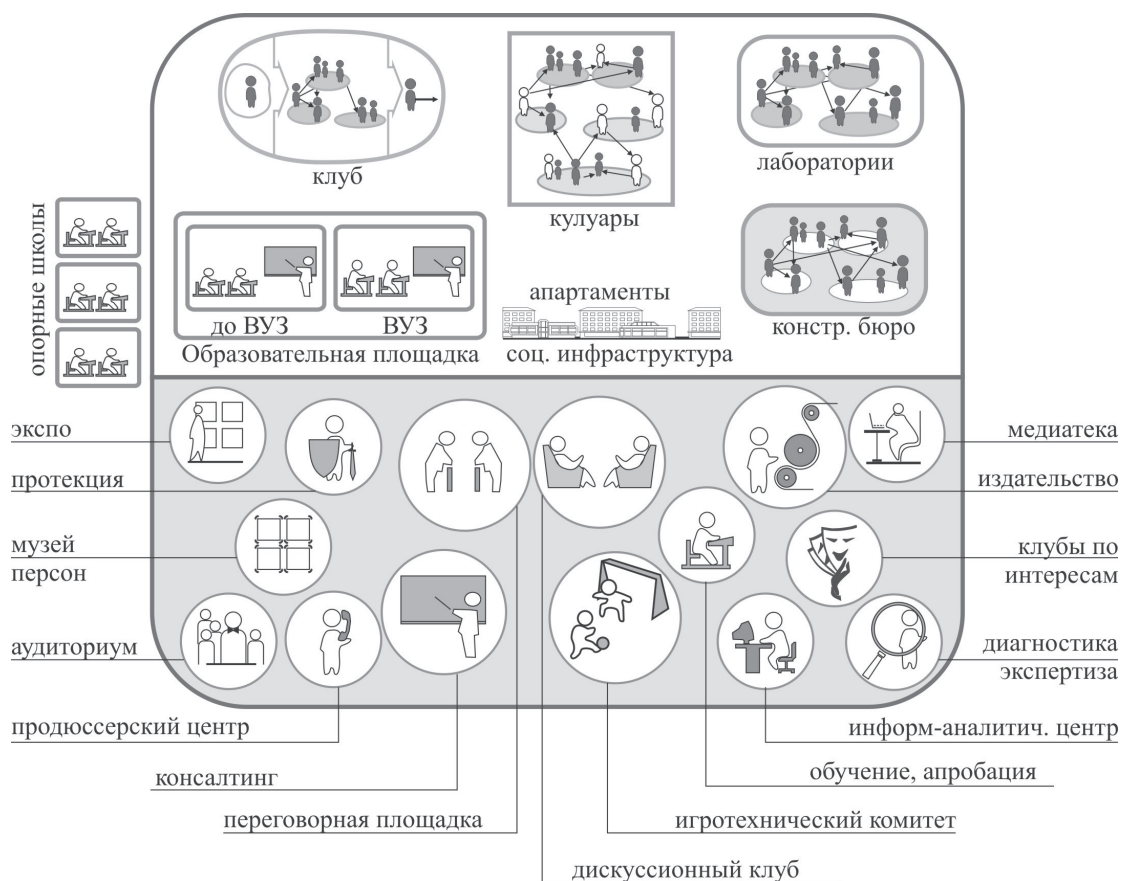 клуб
кулуары
лаборатории
опорные школы
до ВУЗ
ВУЗ
Образовательная площадка
апартаменты
соц. инфраструктура
констр. бюро
экспо
протекция
музей
персон
аудиториум
продюссерский центр
консалтинг
переговорная площадка
медиатека
издательство
клубы по
интересам
диагностика
экспертиза
информ-аналитич. центр
обучение, апробация
игротехнический комитет
дискуссионный клуб